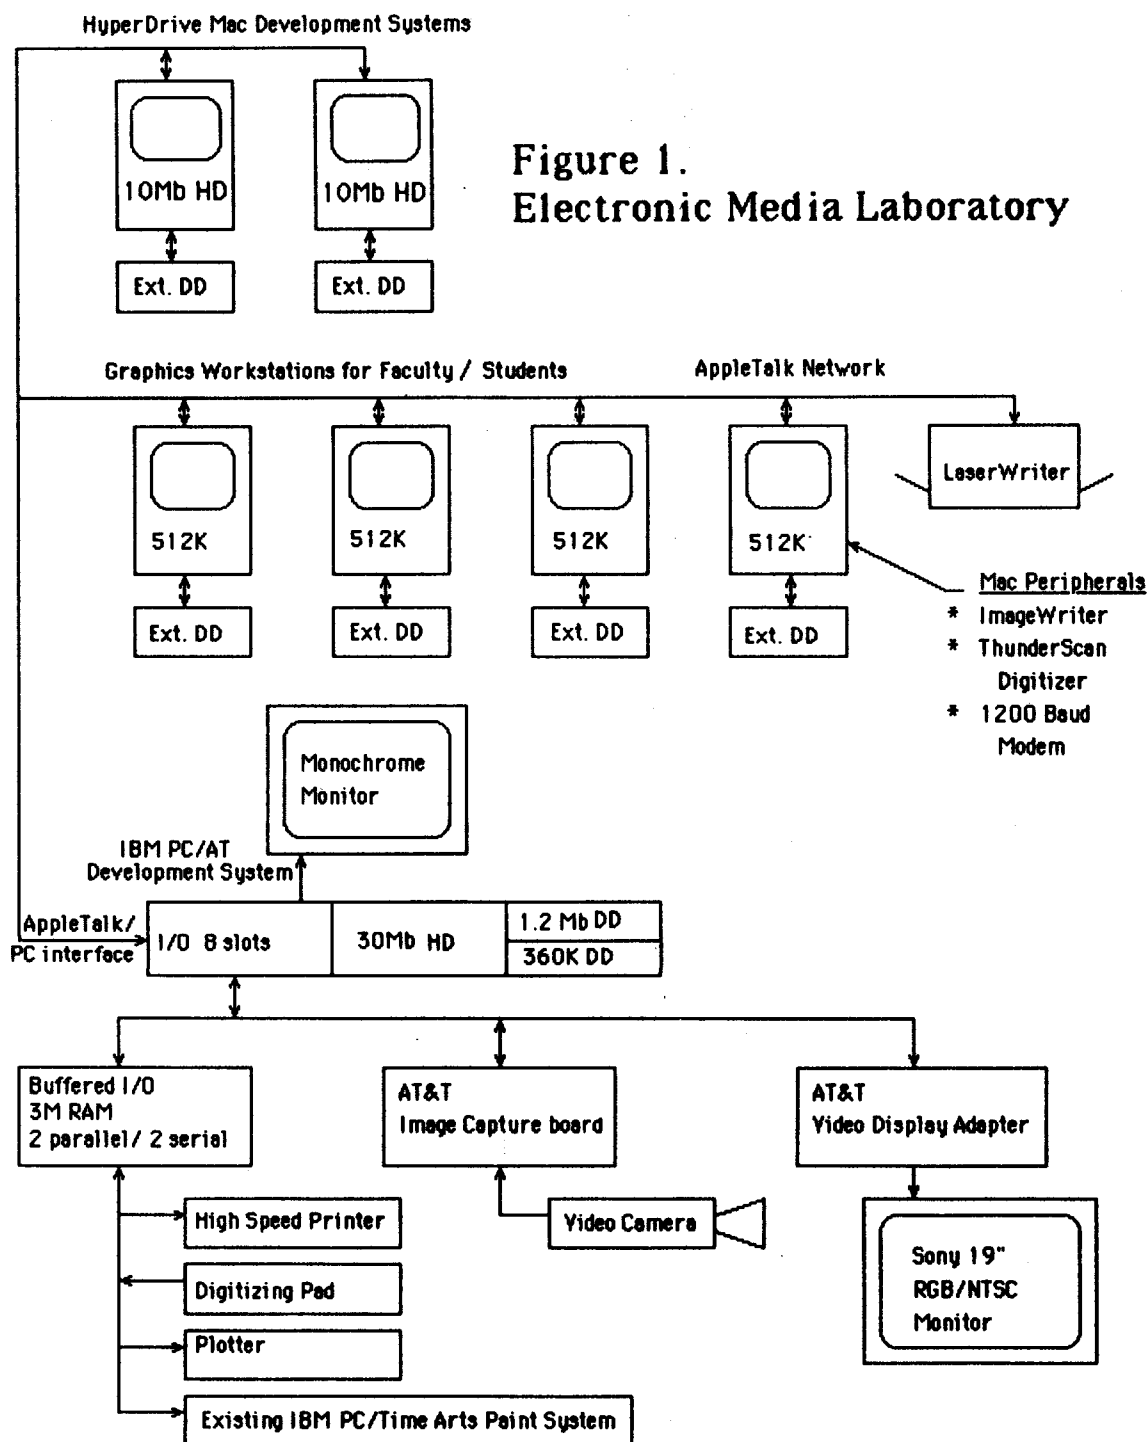 HyperDrive Mac Development Systems
10Mb HD
10Mb HD
Ext. DD
Ext. DD
Figure 1.
Electronic Media Laboratory
Graphics Workstations for Faculty / Students
AppleTalk Network
512K
512K
512K
512K
LaserWriter
Ext. DD
Ext. DD
Ext. DD
Ext. DD
Mac Peripherals
* ImageWriter
* ThunderScan
Digitizer
* 1200 Baud
Modem
Monochrome
Monitor
IBM PC/AT
Development System
AppleTalk/
PC interface
I/O 8 slots
30Mb HD
1.2 Mb DD
360K DD
Buffered I/O
3M RAM
2 parallel / 2 serial
AT&T
Image Capture board
AT&T
Video Display Adapter
High Speed Printer
Digitizing Pad
Plotter
Existing IBM PC/Time Arts Paint System
Video Camera
Sony 19"
RGB/NTSC
Monitor